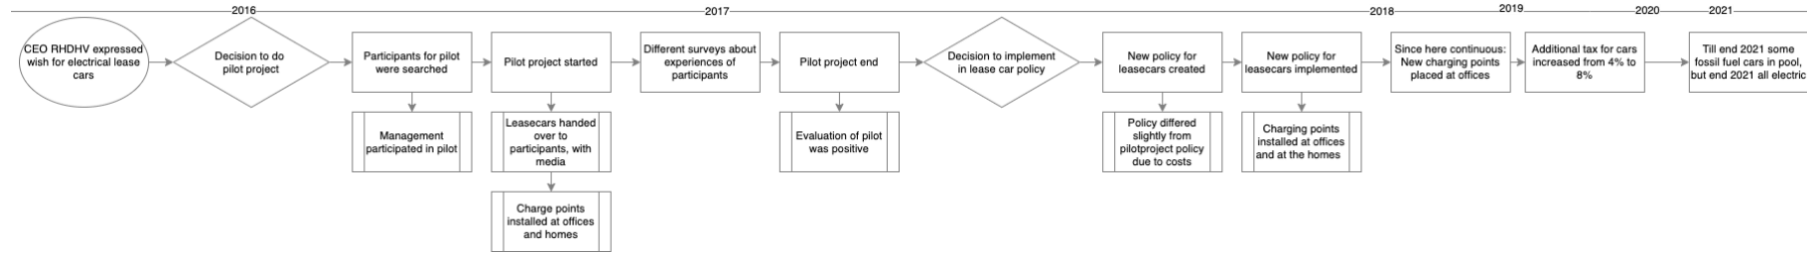 2016
2017
2018
2019
2020
2021
CEO RHDHV expressed
wish for electrical lease
cars
Decision to do
pilot project
Participants for pilot
were searched
Pilot project started
Different surveys about
experiences of
participants
Pilot project end
Decision to implement
in lease car policy
New policy for
leasecars created
New policy for
leasecars implemented
Since here continuous:
New charging points
placed at offices
Additional tax for cars
increased from 4% to
8%
Till end 2021 some
fossil fuel cars in pool,
but end 2021 all electric
Management
participated in pilot
Leasecars handed
over to
participants, with
media
Evaluation of pilot
was positive
Policy differed
slightly from
pilotproject policy
due to costs
Charging points
installed at offices
and at the homes
Charge points
installed at offices
and homes